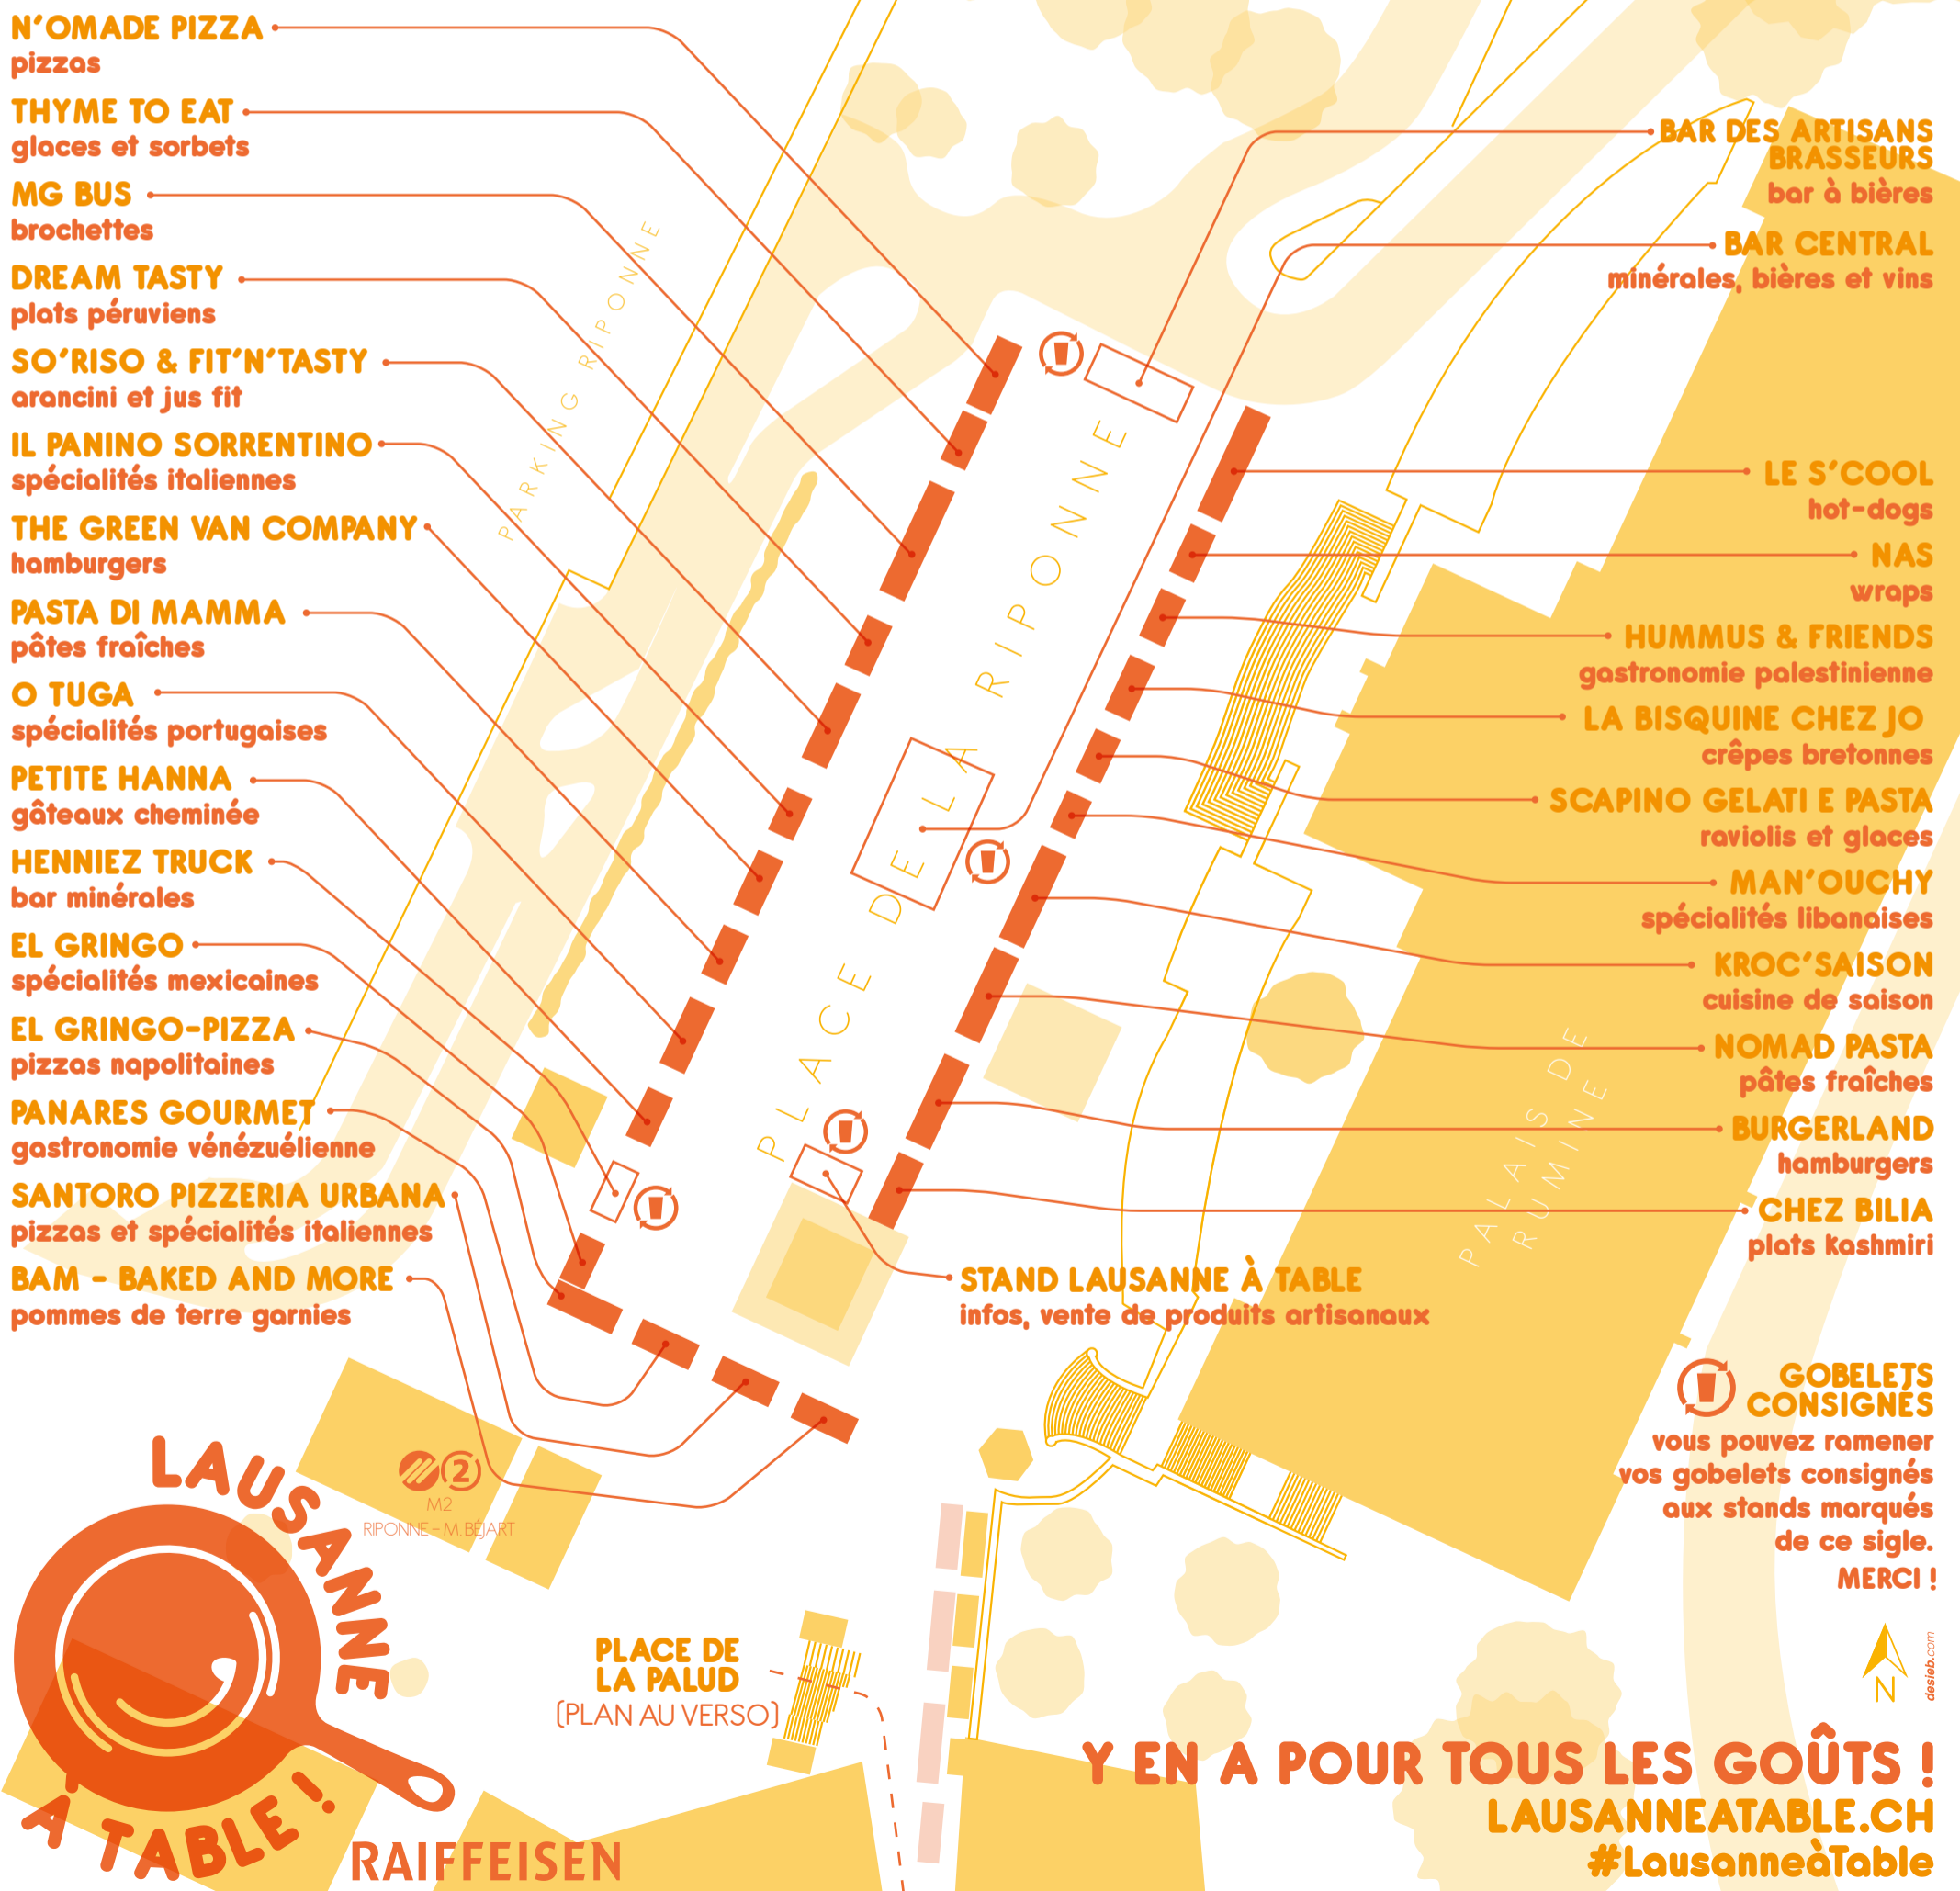 N'OMADE PIZZA
pizzas
THYME TO EAT
glaces et sorbets
MG BUS
brochettes
DREAM TASTY
plats péruviens
SO'RISO & FIT'N'TASTY
arancini et jus fit
IL PANINO SORRENTINO
spécialités italiennes
THE GREEN VAN COMPANY
hamburgers
PASTA DI MAMMA
pâtes fraîches
O TUGA
spécialités portugaises
PETITE HANNA
gâteaux cheminée
HENNIEZ TRUCK
bar minérales
EL GRINGO
spécialités mexicaines
EL GRINGO-PIZZA
pizzas napolitaines
PANARES GOURMET
gastronomie vénézuélienne
SANTORO PIZZERIA URBANA
pizzas et spécialités italiennes
BAM - BAKED AND MORE
pommes de terre garnies
PARKING RIPONNE
PLACE DE LA RIPONNE
BAR DES ARTISANS
BRASSEURS
bar à bières
BAR CENTRAL
minérales, bières et vins
LE S'COOL
hot-dogs
NAS
wraps
HUMMUS & FRIENDS
gastronomie palestinienne
LA BISQUINE CHEZ JO
crêpes bretonnes
SCAPINO GELATI E PASTA
raviolis et glaces
MAN'OUCHY
spécialités libanaises
KROC'SAISON
cuisine de saison
NOMAD PASTA
pâtes fraîches
BURGERLAND
hamburgers
CHEZ BILIA
plats kashmiri
PALAIS DE
RUMINE
STAND LAUSANNE À TABLE
infos, vente de produits artisanaux
GOBELETS
CONSIGNÉS
vous pouvez ramener
vos gobelets consignés
aux stands marqués
de ce sigle.
MERCI !
N
desieb.com
2
M2
RIPONNE - M. BÉJART
LAUSANNE
À TABLE !
RAIFFEISEN
PLACE DE
LA PALUD
(PLAN AU VERSO)
Y EN A POUR TOUS LES GOÛTS !
LAUSANNEATABLE.CH
#LausanneàTable